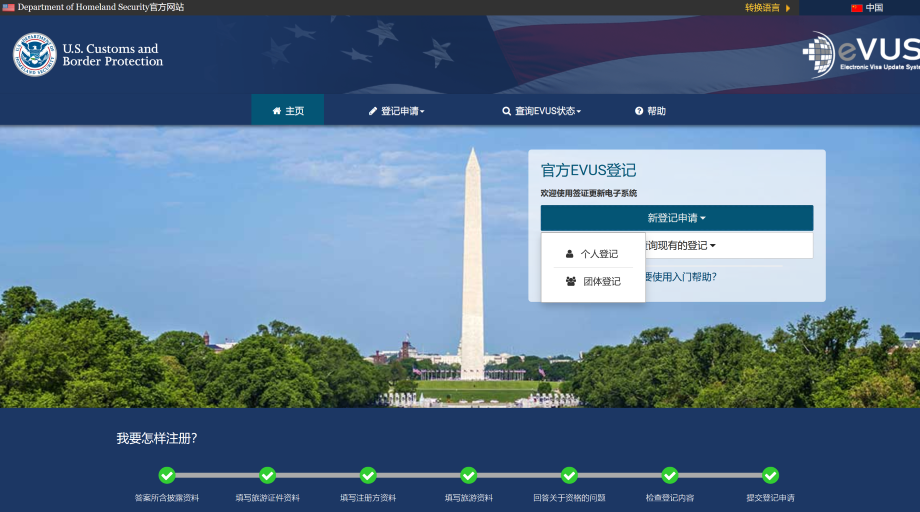 Department of Homeland Security官方网站
转换语言
中国
U.S. Customs and
Border Protection
eVUS
Electronic Visa Update Syste
主页
登记申请
查询EVUS状态
帮助
官方EVUS登记
欢迎使用签证更新电子系统
新登记申请
询现有的登记
个人登记
要使用入门帮助?
团体登记
我要怎样注册?
答案所含披露资料
填写旅游证件资料
填写注册方资料
填写旅游资料
回答关于资格的问题
检查登记内容
提交登记申请